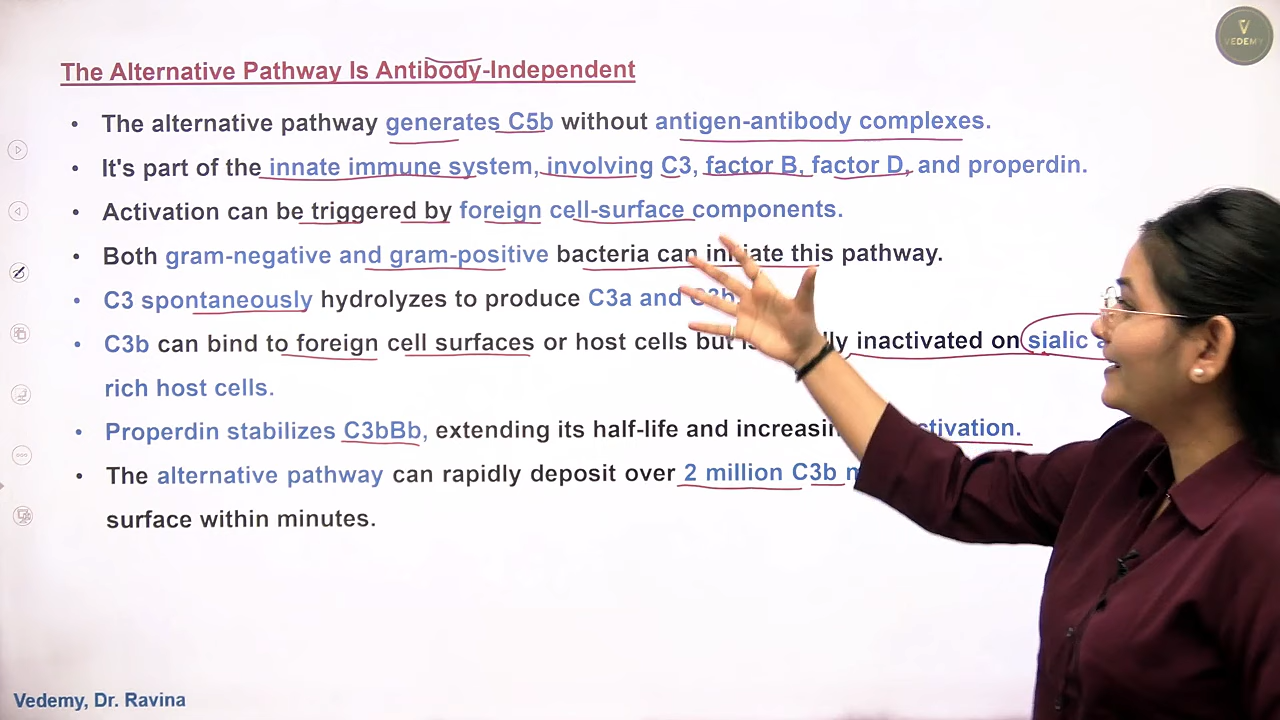 VEDEMY
The Alternative Pathway Is Antibody-Independent
• The alternative pathway generates C5b without antigen-antibody complexes.
• It's part of the innate immune system, involving C3, factor B, factor D, and properdin.
• Activation can be triggered by foreign cell-surface components.
• Both gram-negative and gram-positive bacteria can initiate this pathway.
• C3 spontaneously hydrolyzes to produce C3a and C3b.
• C3b can bind to foreign cell surfaces or host cells but inactivated on sialic
rich host cells.
• Properdin stabilizes C3bBb, extending its half-life and
• The alternative pathway can rapidly deposit over 2 million C3b
surface within minutes.
Vedemy, Dr. Ravina